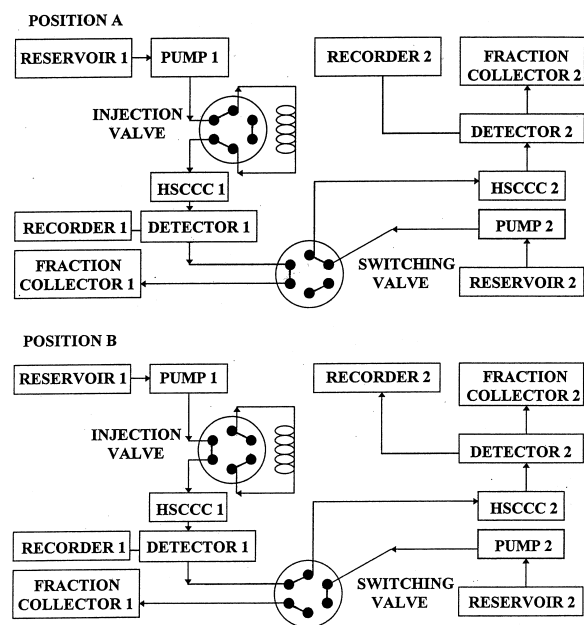 POSITION A
RESERVOIR 1
PUMP 1
RECORDER 2
FRACTION
COLLECTOR 2
INJECTION
VALVE
DETECTOR 2
HSCCC 1
HSCCC 2
RECORDER 1
DETECTOR 1
PUMP 2
FRACTION
COLLECTOR 1
SWITCHING
VALVE
RESERVOIR 2
POSITION B
RESERVOIR 1
PUMP 1
RECORDER 2
FRACTION
COLLECTOR 2
INJECTION
VALVE
DETECTOR 2
HSCCC 1
HSCCC 2
RECORDER 1
DETECTOR 1
PUMP 2
FRACTION
COLLECTOR 1
SWITCHING
VALVE
RESERVOIR 2